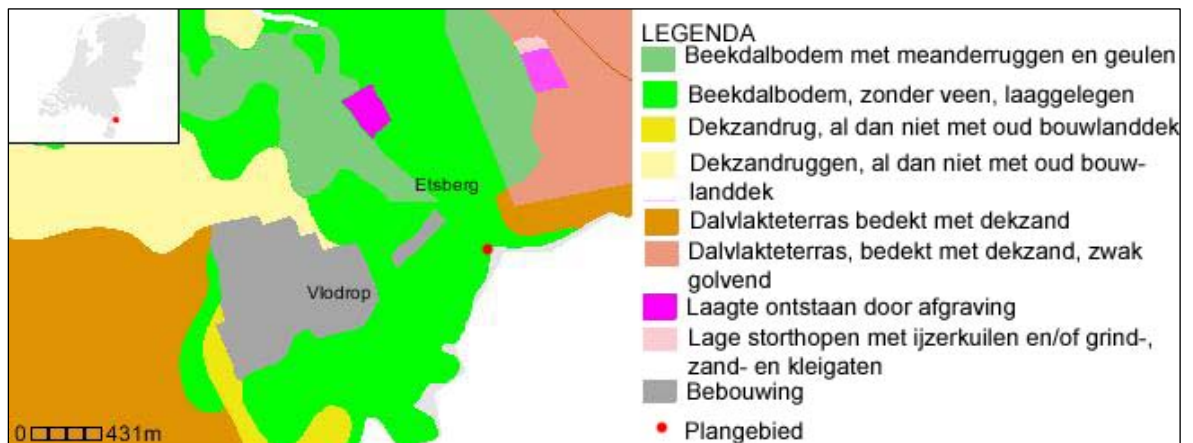 Etsberg
Vlodrop
0 431m
LEGENDA
Beekdalbodem met meanderruggen en geulen
Beekdalbodem, zonder veen, laaggelegen
Dekzandrug, al dan niet met oud bouwlanddek
Dekzandruggen, al dan niet met oud bouw-
landdek
Dalvlakteterras bedekt met dekzand
Dalvlakteterras, bedekt met dekzand, zwak
golvend
Laagte ontstaan door afgraving
Lage storthopen met ijzerkuilen en/of grind-,
zand- en kleigaten
Bebouwing
Plangebied